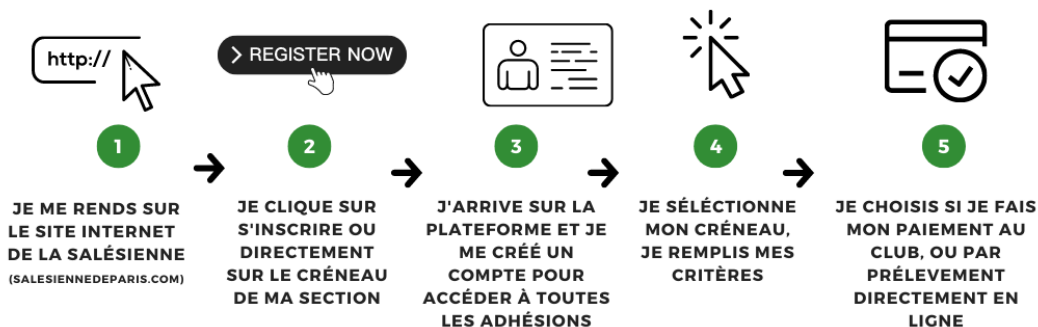 http://
> REGISTER NOW
1
2
3
4
5
JE ME RENDS SUR
LE SITE INTERNET
DE LA SALÉSIENNE
(SALESIENNEDEPARIS.COM)
JE CLIQUE SUR
S'INSCRIRE OU
DIRECTEMENT
SUR LE CRÉNEAU
DE MA SECTION
J'ARRIVE SUR LA
PLATEFORME ET JE
ME CRÉÉ UN
COMPTE POUR
ACCÉDER À TOUTES
LES ADHÉSIONS
JE SÉLÉCTIONNE
MON CRÉNEAU,
JE REMPLIS MES
CRITÈRES
JE CHOISIS SI JE FAIS
MON PAIEMENT AU
CLUB, OU PAR
PRÉLEVEMENT
DIRECTEMENT EN
LIGNE